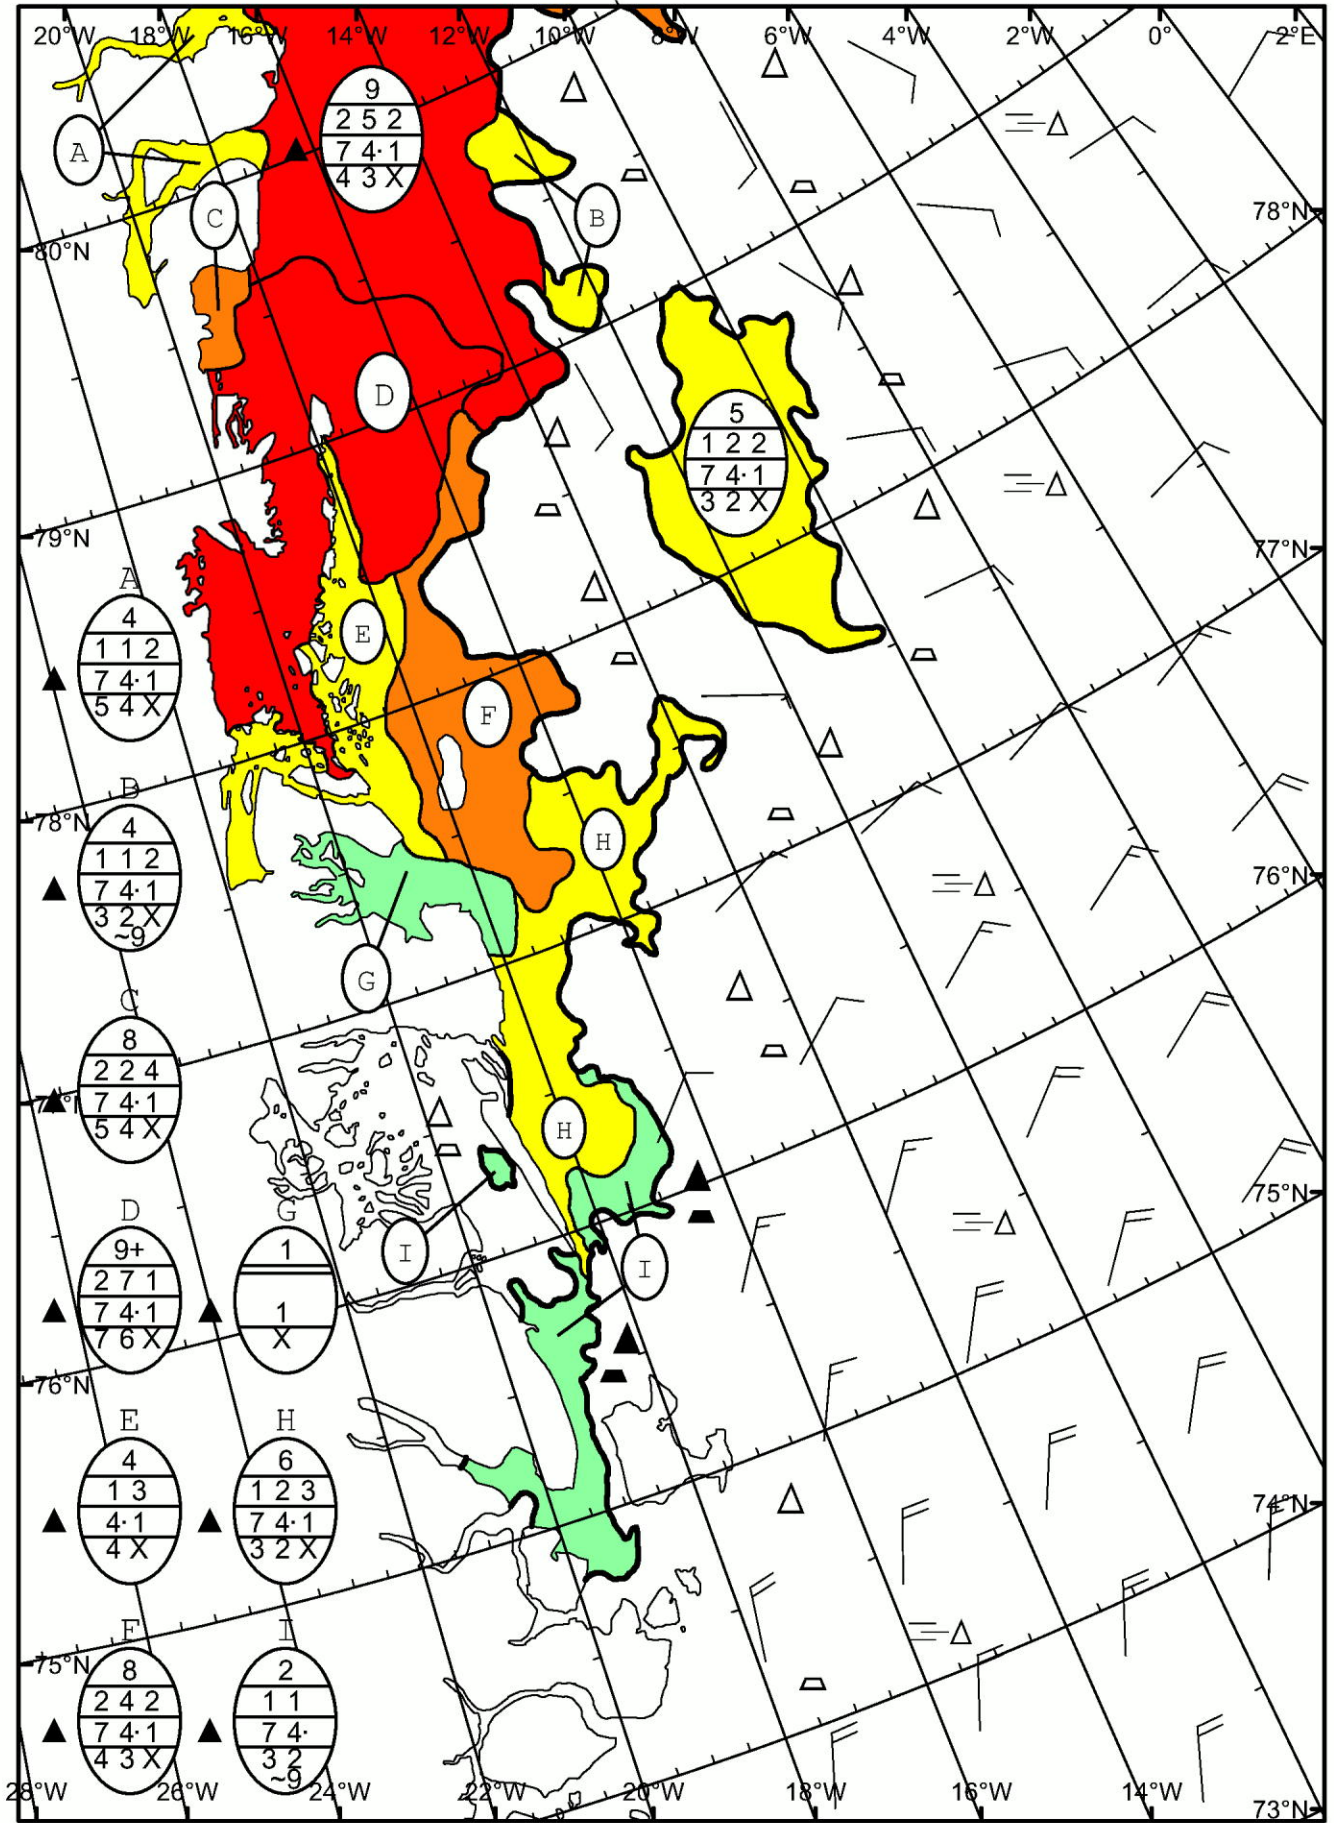 20°W 18°W 16°W 14°W 12°W 10°W 8°W 6°W 4°W 2°W 0° 2°E
9
2 5 2
7 4· 1
4 3 X
A
C
B
78°N
80°N
D
5
1 2 2
7 4· 1
3 2 X
79°N
77°N
A
4
1 1 2
7 4· 1
5 4 X
E
F
78°N
B
4
1 1 2
7 4· 1
3 2 X
~9
H
76°N
G
C
8
2 2 4
7 4· 1
5 4 X
H
75°N
D
9+
2 7 1
7 4· 1
7 6 X
G
1
1
X
I
I
76°N
E
4
1 3
4· 1
4 X
H
6
1 2 3
7 4· 1
3 2 X
74°N
F
8
2 4 2
7 4· 1
4 3 X
I
2
1 1
7 4·
3 2
~9
75°N
28°W 26°W 24°W 22°W 20°W 18°W 16°W 14°W
73°N